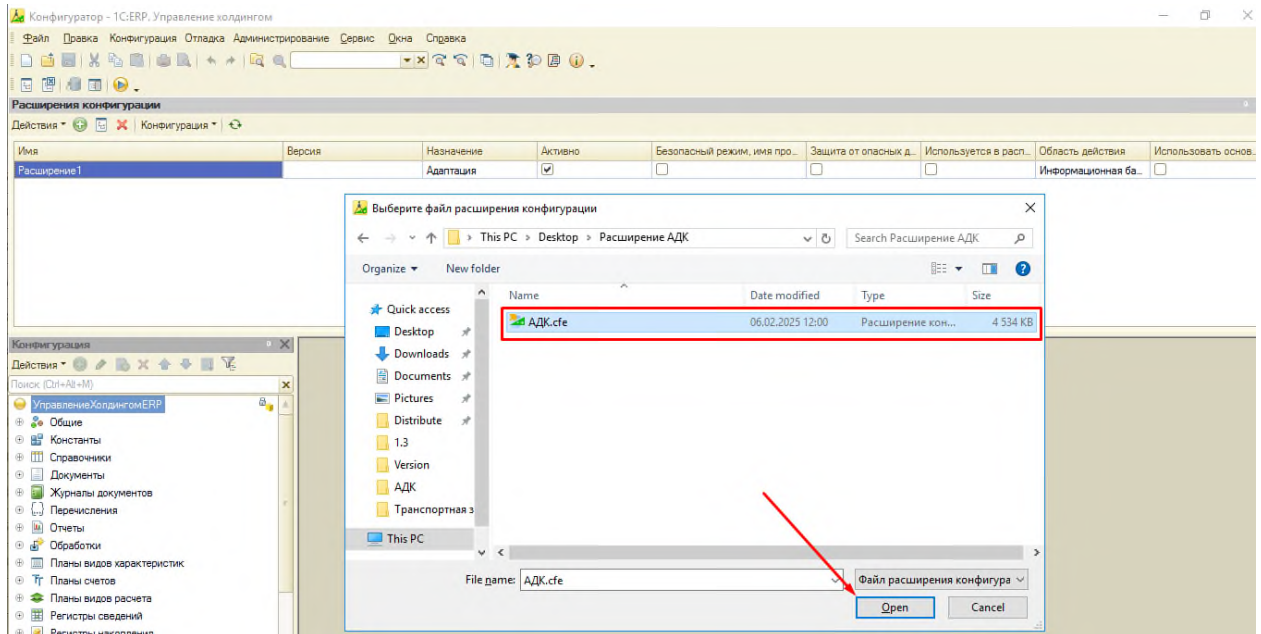 Конфигуратор - 1С:ERP. Управление холдингом
Файл Правка Конфигурация Отладка Администрирование Сервис Окна Справка
Расширения конфигурации
Действия Конфигурация
Имя Версия Назначение Активно Безопасный режим, имя про... Защита от опасных д... Используется в расп... Область действия Использовать основ...
Расширение1 Адаптация Информационная ба...
Выберите файл расширения конфигурации
This PC > Desktop > Расширение АДК
Search Расширение АДК
Organize New folder
Name Date modified Type Size
АДК.cfe 06.02.2025 12:00 Расширение кон... 4 534 KB
Quick access
Desktop
Downloads
Documents
Pictures
Distribute
1.3
Version
АДК
Транспортная з
This PC
File name: АДК.cfe Файл расширения конфигура
Open Cancel
Конфигурация
Действия
Поиск (Ctrl+Alt+M)
УправлениеХолдингомERP
Общие
Константы
Справочники
Документы
Журналы документов
Перечисления
Отчеты
Обработки
Планы видов характеристик
Планы счетов
Планы видов расчета
Регистры сведений
Регистры накопления